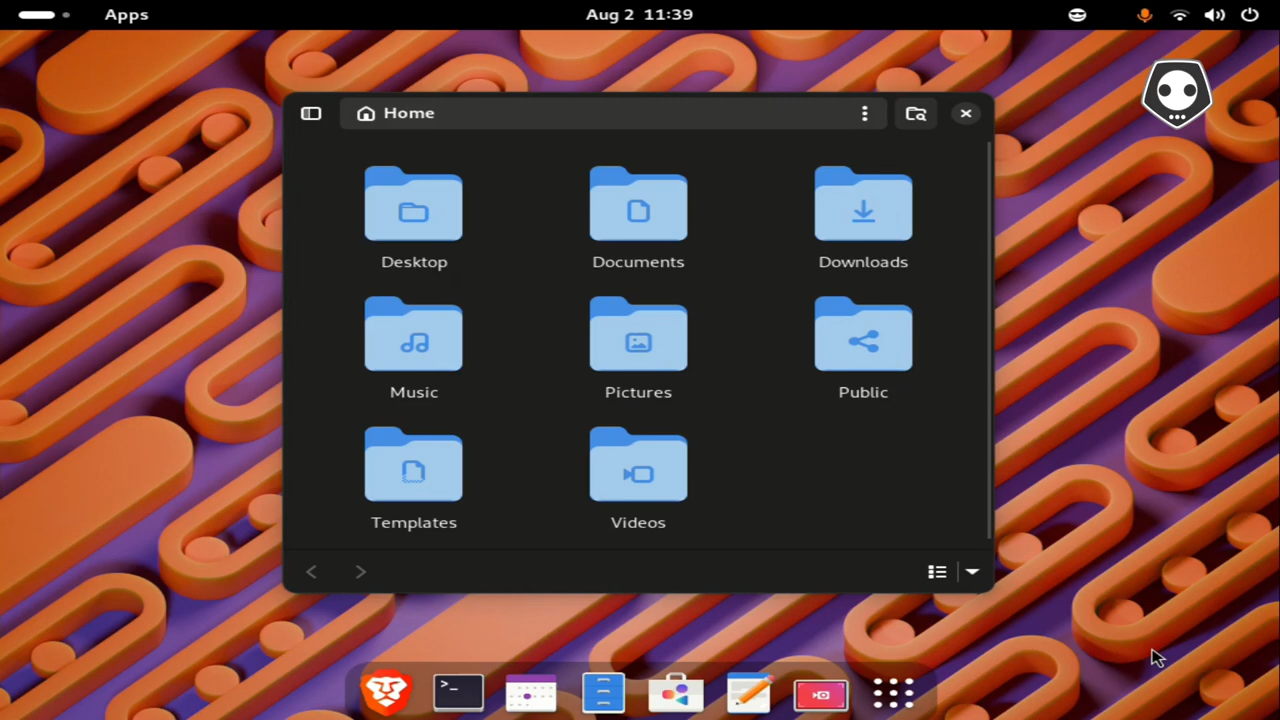 Apps
Aug 2 11:39
Home
Desktop
Documents
Downloads
Music
Pictures
Public
Templates
Videos
>_